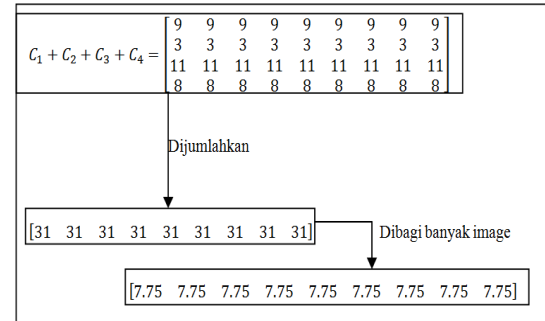 9 9 9 9 9 9 9 9 9
3 3 3 3 3 3 3 3 3
C₁ + C₂ + C₃ + C₄ =
11 11 11 11 11 11 11 11 11
8 8 8 8 8 8 8 8 8
Dijumlahkan
[31 31 31 31 31 31 31 31 31]
Dibagi banyak image
[7.75 7.75 7.75 7.75 7.75 7.75 7.75 7.75 7.75]